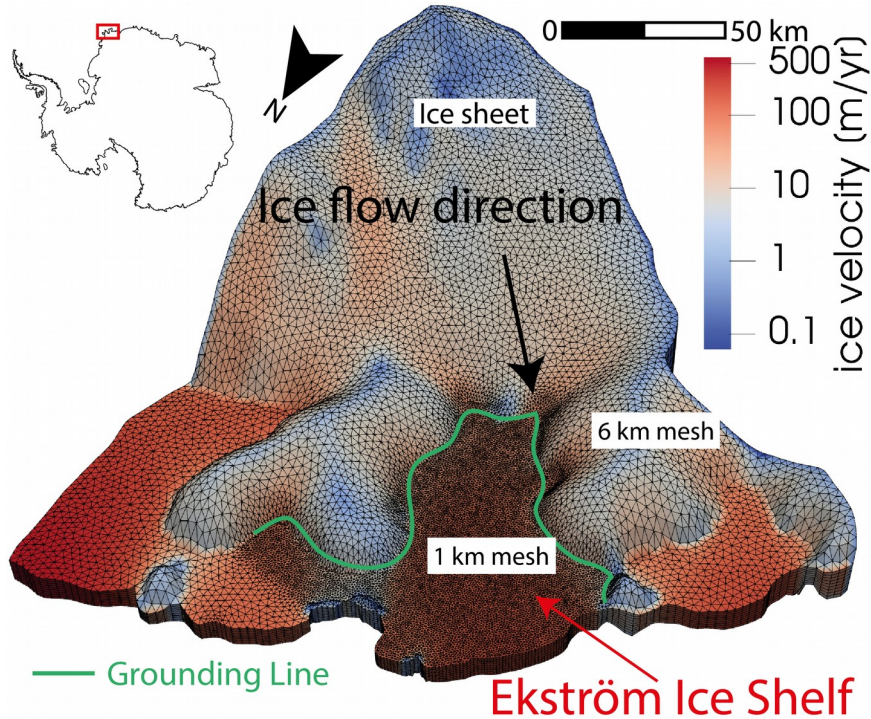 0 50 km
N
500
100
10
1
0.1
ice velocity (m/yr)
Ice sheet
Ice flow direction
6 km mesh
1 km mesh
Grounding Line
Ekström Ice Shelf